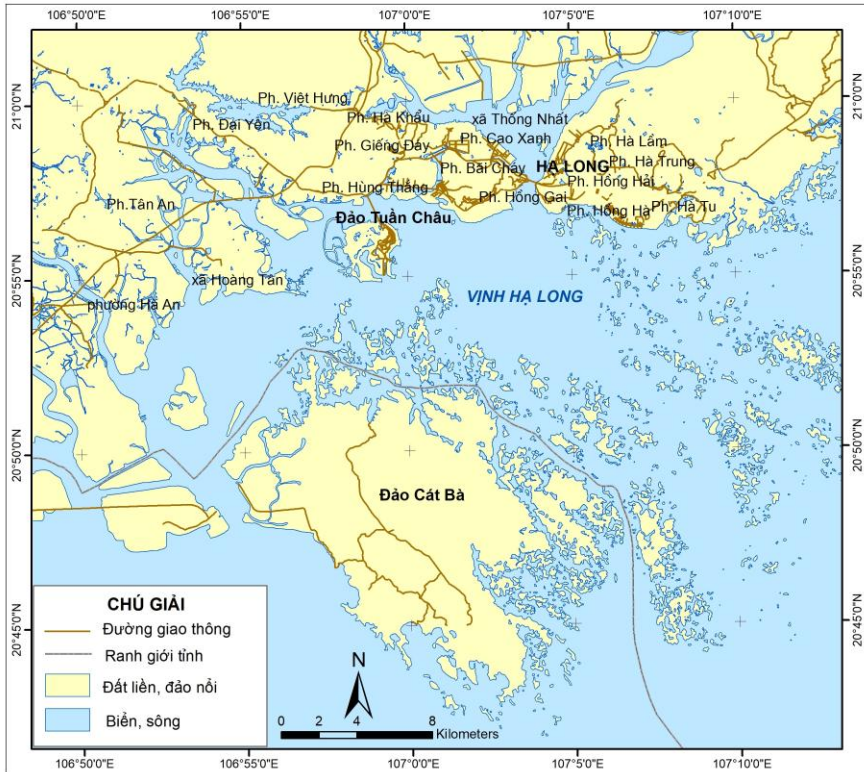 106°50'0"E
106°55'0"E
107°0'0"E
107°5'0"E
107°10'0"E
21°0'0"N
21°0'0"N
Ph. Việt Hưng
Ph. Hà Khẩu
xã Thống Nhất
Ph. Đại Yên
Ph. Cao Xanh
Ph. Giếng Đáy
Ph. Hà Lầm
Ph. Bãi Cháy
HẠ LONG
Ph. Hà Trung
Ph. Hùng Thắng
Ph. Hồng Hải
Ph. Hồng Gai
Ph.Tân An
Ph. Hồng Hà
Ph. Hà Tu
Đảo Tuần Châu
20°55'0"N
20°55'0"N
xã Hoàng Tân
VỊNH HẠ LONG
phường Hà An
20°50'0"N
20°50'0"N
Đảo Cát Bà
20°45'0"N
20°45'0"N
CHÚ GIẢI
Đường giao thông
Ranh giới tỉnh
Đất liền, đảo nổi
Biển, sông
N
0 2 4 8
Kilometers
106°50'0"E
106°55'0"E
107°0'0"E
107°5'0"E
107°10'0"E